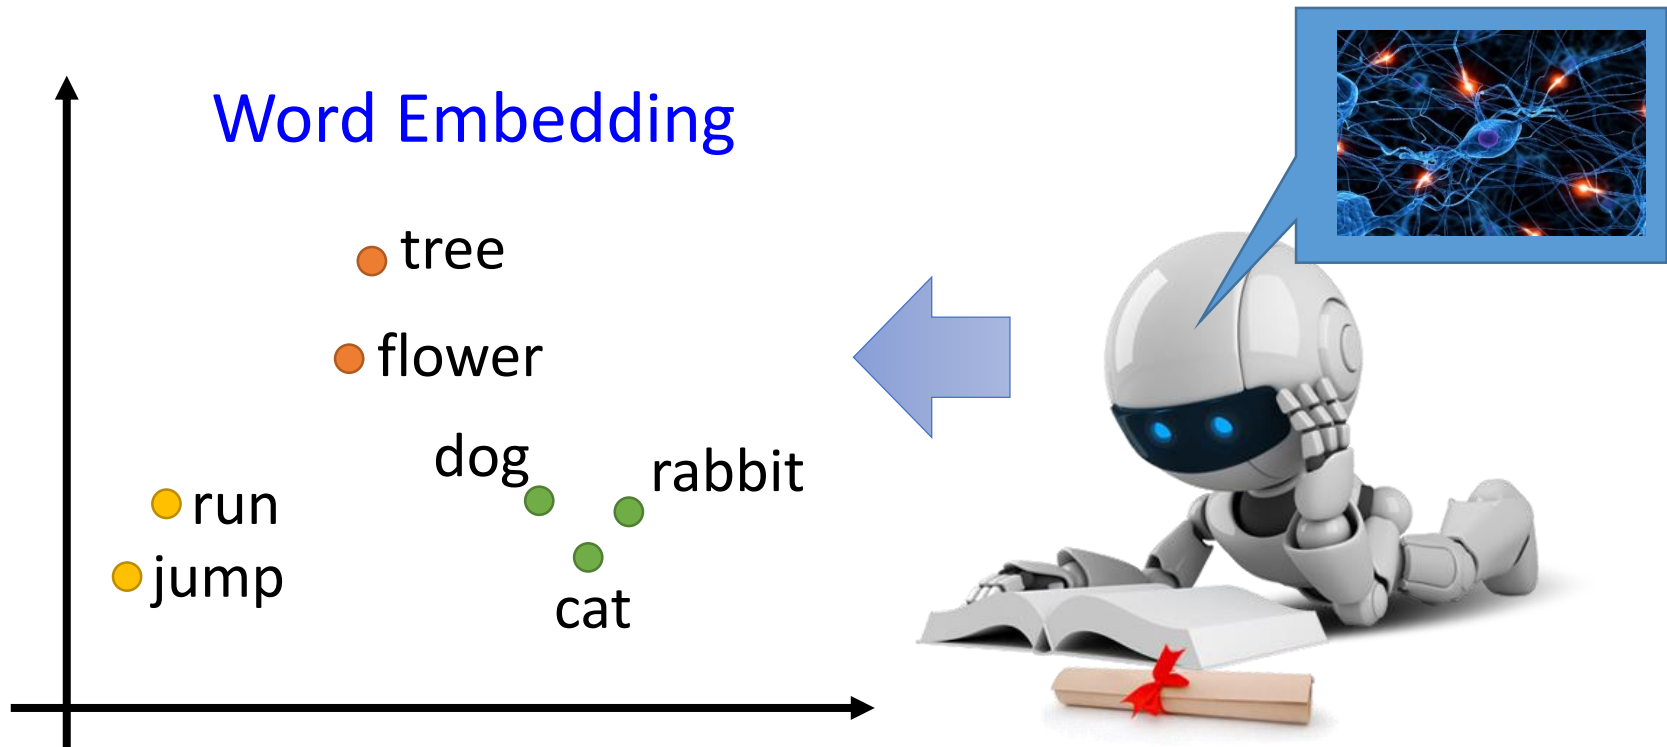 Word Embedding
tree
flower
dog
rabbit
run
jump
cat